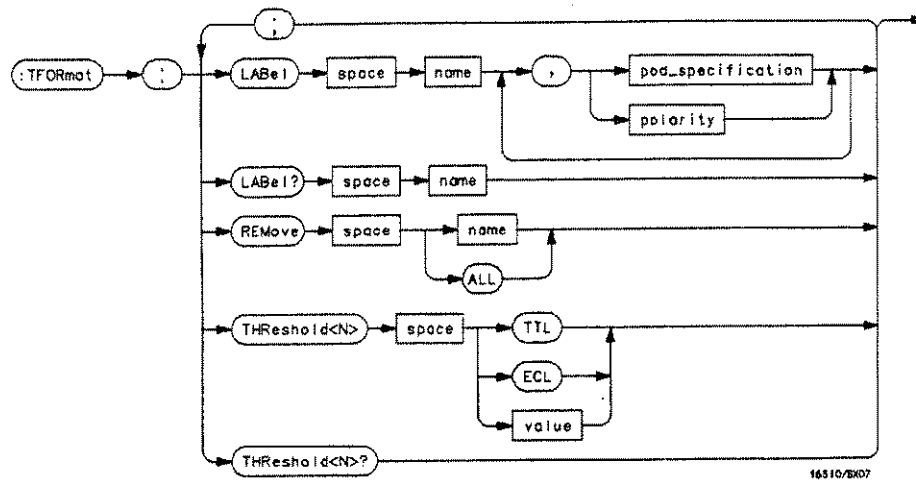 ;
:TFORmat : LABel space name , pod_specification
polarity
LABel? space name
REMove space name
ALL
THReshold<N> space TTL
ECL
value
THReshold<N>?
16510/BX07